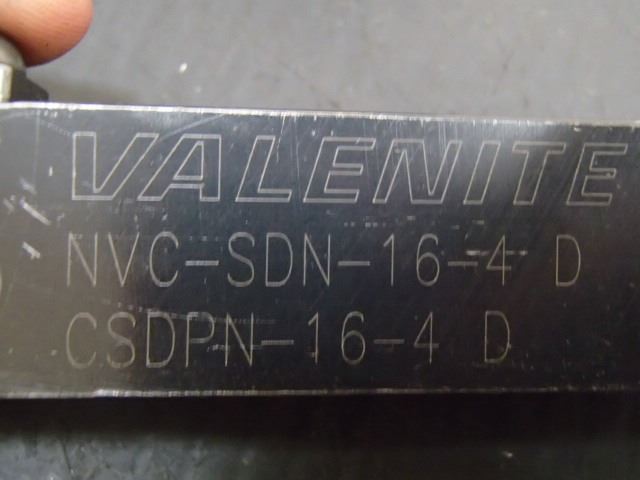 VALENITE
NVC-SDN-16-4 D
CSDPN-16-4 D